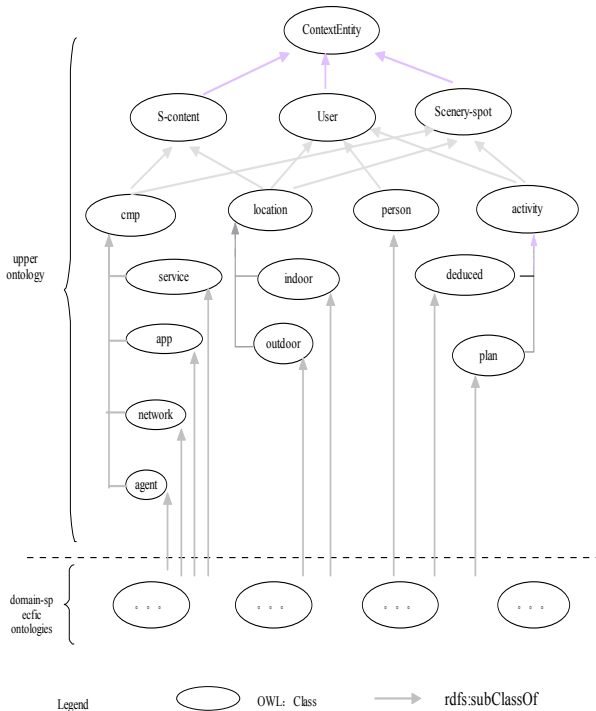 ContextEntity
S-content
User
Scenery-spot
cmp
location
person
activity
upper
ontology
service
indoor
deduced
app
outdoor
plan
network
agent
domain-sp
ecfic
ontologies
. . .
. . .
. . .
. . .
Legend
OWL: Class
rdfs:subClassOf